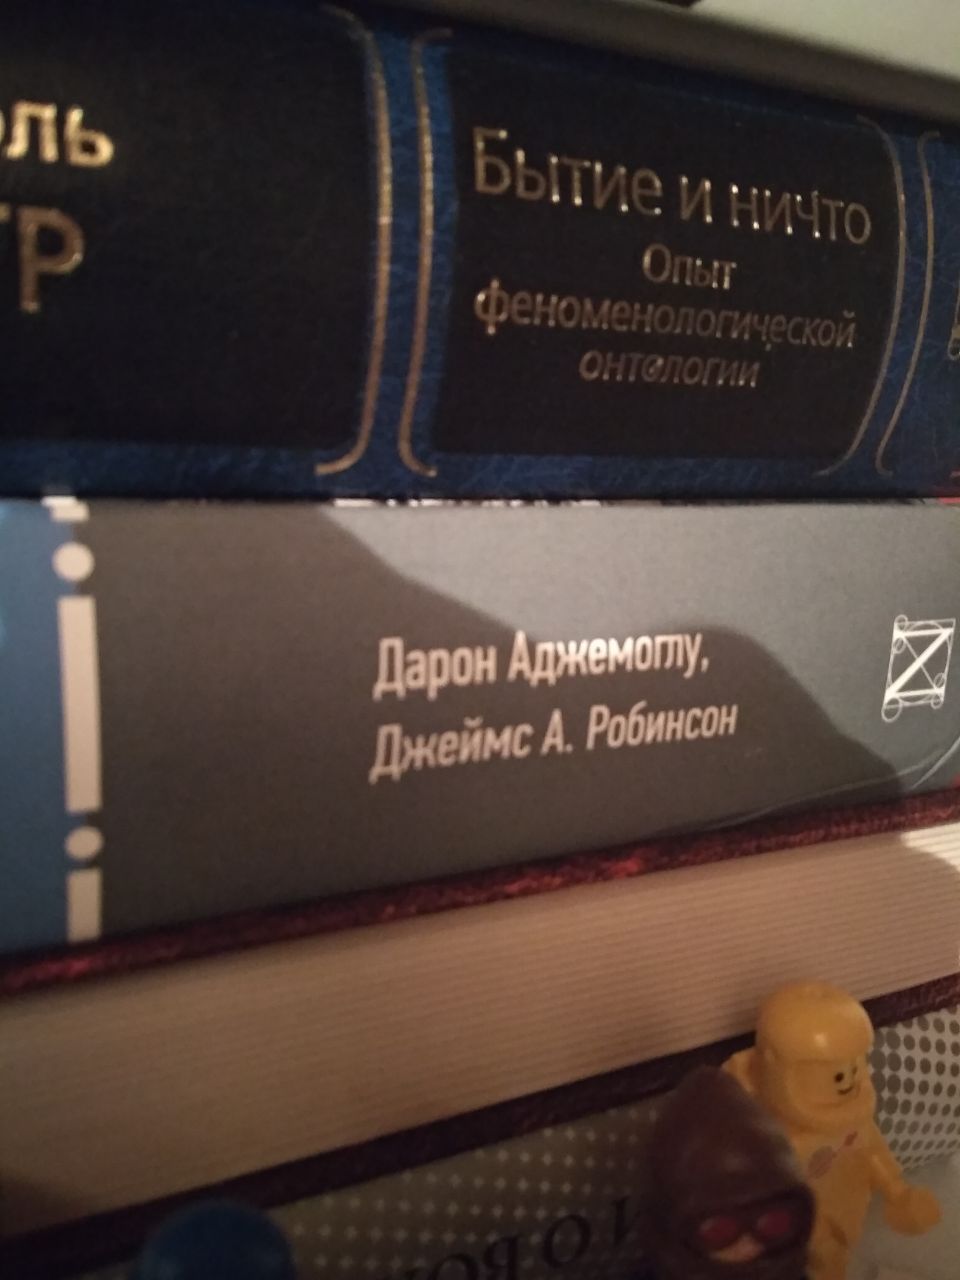 Бытие и ничто
Опыт
феноменологической
онтологии
Дарон Аджемоглу,
Джеймс А. Робинсон